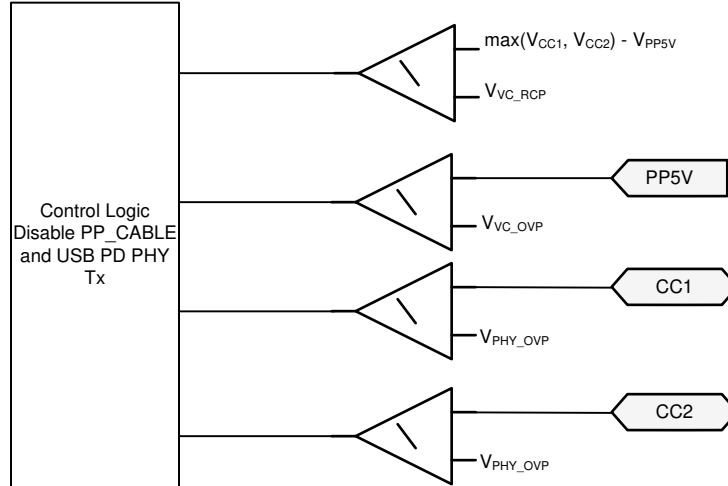 max(VCC1, VCC2) - VPP5V
VVC_RCP
PP5V
VVC_OVP
Control Logic
Disable PP_CABLE
and USB PD PHY
Tx
CC1
VPHY_OVP
CC2
VPHY_OVP